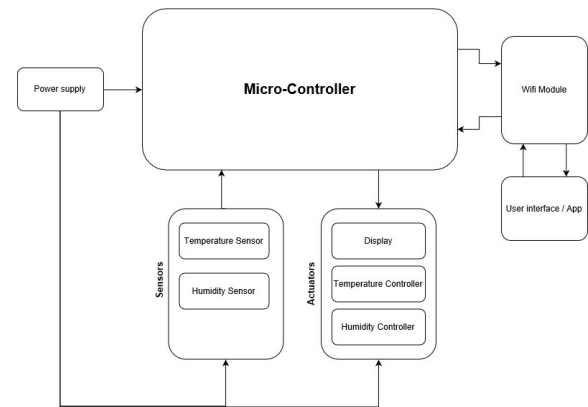 Micro-Controller
Power supply
Wifi Module
User interface / App
Sensors
Temperature Sensor
Humidity Sensor
Actuators
Display
Temperature Controller
Humidity Controller